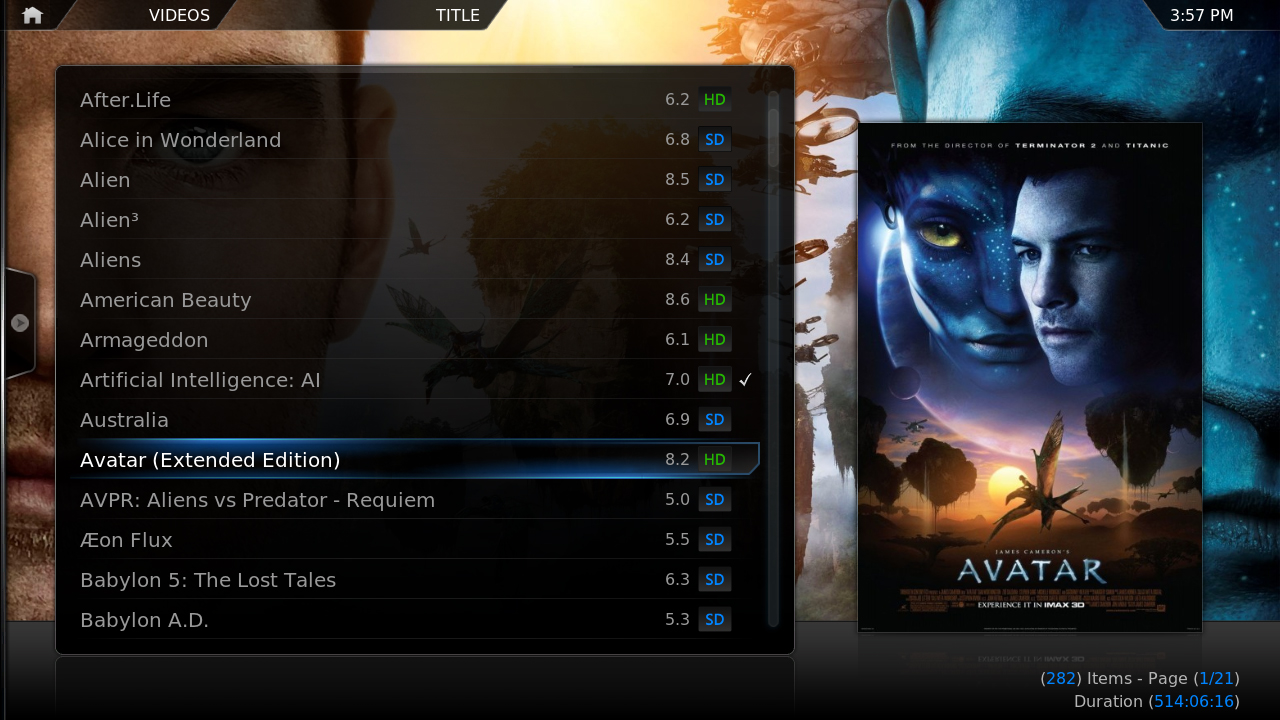 VIDEOS TITLE 3:57 PM
After.Life 6.2 HD
Alice in Wonderland 6.8 SD
Alien 8.5 SD
Alien³ 6.2 SD
Aliens 8.4 SD
American Beauty 8.6 HD
Armageddon 6.1 HD
Artificial Intelligence: AI 7.0 HD ✓
Australia 6.9 SD
Avatar (Extended Edition) 8.2 HD
AVPR: Aliens vs Predator - Requiem 5.0 SD
Æon Flux 5.5 SD
Babylon 5: The Lost Tales 6.3 SD
Babylon A.D. 5.3 SD
FROM THE DIRECTOR OF TERMINATOR 2 AND TITANIC
JAMES CAMERON'S
AVATAR
EXPERIENCE IT IN IMAX 3D
(282) Items - Page (1/21)
Duration (514:06:16)